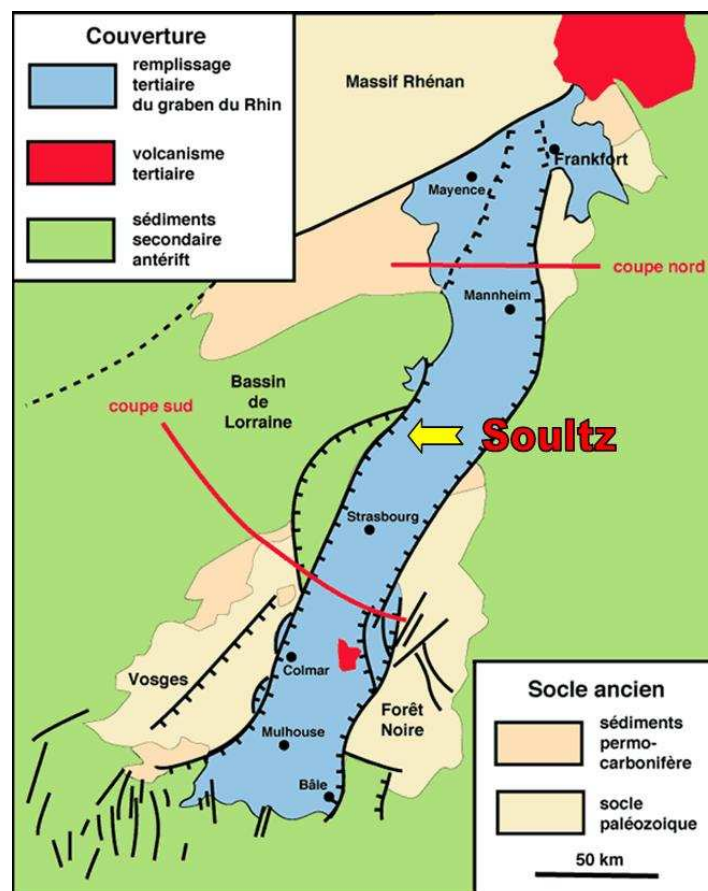 Couverture
remplissage
tertiaire
du graben du Rhin
volcanisme
tertiaire
sédiments
secondaire
antérift
Massif Rhénan
Frankfort
Mayence
coupe nord
Mannheim
Bassin
de
Lorraine
coupe sud
Soultz
Strasbourg
Vosges
Colmar
Forêt
Noire
Mulhouse
Bâle
Socle ancien
sédiments
permo-
carbonifère
socle
paléozoique
50 km